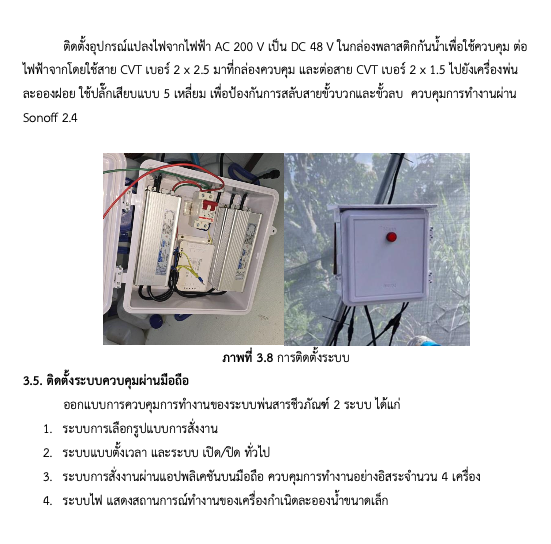 ติดตั้งอุปกรณ์แปลงไฟจากไฟฟ้า AC 200 V เป็น DC 48 V ในกล่องพลาสติกกันน้ำเพื่อใช้ควบคุม ต่อ
ไฟฟ้าจากโดยใช้สาย CVT เบอร์ 2 x 2.5 มาที่กล่องควบคุม และต่อสาย CVT เบอร์ 2 x 1.5 ไปยังเครื่องพ่น
ละอองฝอย ใช้ปลั๊กเสียบแบบ 5 เหลี่ยม เพื่อป้องกันการสลับสายขั้วบวกและขั้วลบ ควบคุมการทำงานผ่าน
Sonoff 2.4
ภาพที่ 3.8 การติดตั้งระบบ
3.5. ติดตั้งระบบควบคุมผ่านมือถือ
ออกแบบการควบคุมการทำงานของระบบพ่นสารชีวภัณฑ์ 2 ระบบ ได้แก่
1. ระบบการเลือกรูปแบบการสั่งงาน
2. ระบบแบบตั้งเวลา และระบบ เปิด/ปิด ทั่วไป
3. ระบบการสั่งงานผ่านแอปพลิเคชันบนมือถือ ควบคุมการทำงานอย่างอิสระจำนวน 4 เครื่อง
4. ระบบไฟ แสดงสถานการณ์ทำงานของเครื่องกำเนิดละอองน้ำขนาดเล็ก